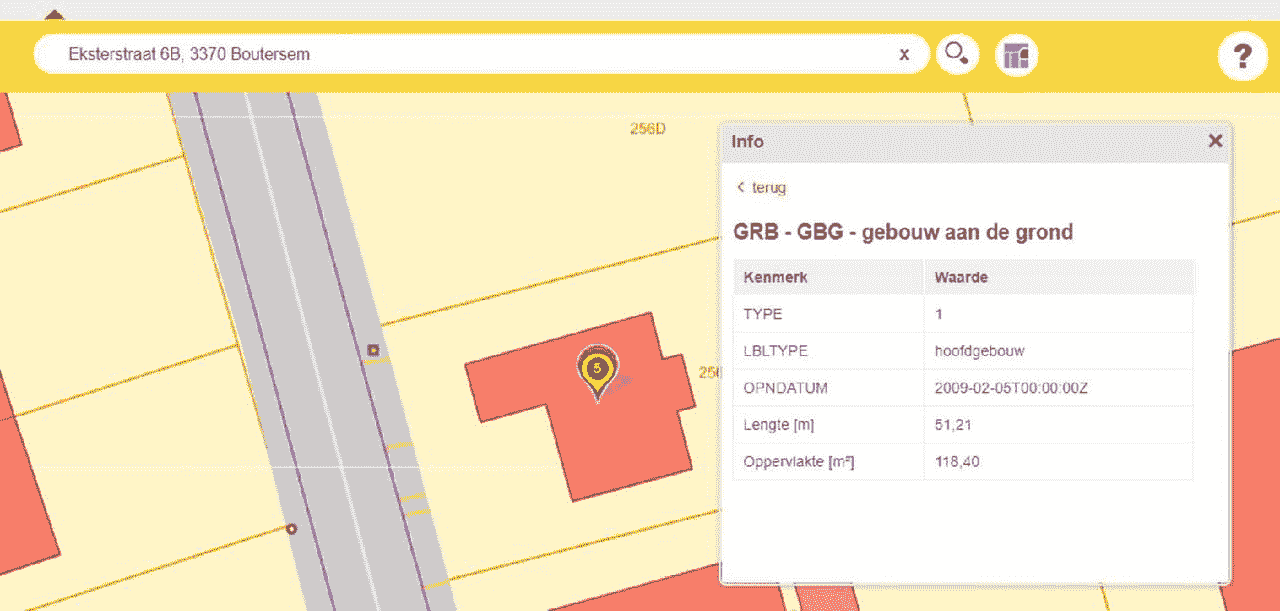 Eksterstraat 6B, 3370 Boutersem x
?
256D
Info
< terug
GRB - GBG - gebouw aan de grond
Kenmerk Waarde
TYPE 1
LBLTYPE hoofdgebouw
OPNDATUM 2009-02-05T00:00:00Z
Lengte [m] 51,21
Oppervlakte [m²] 118,40
5